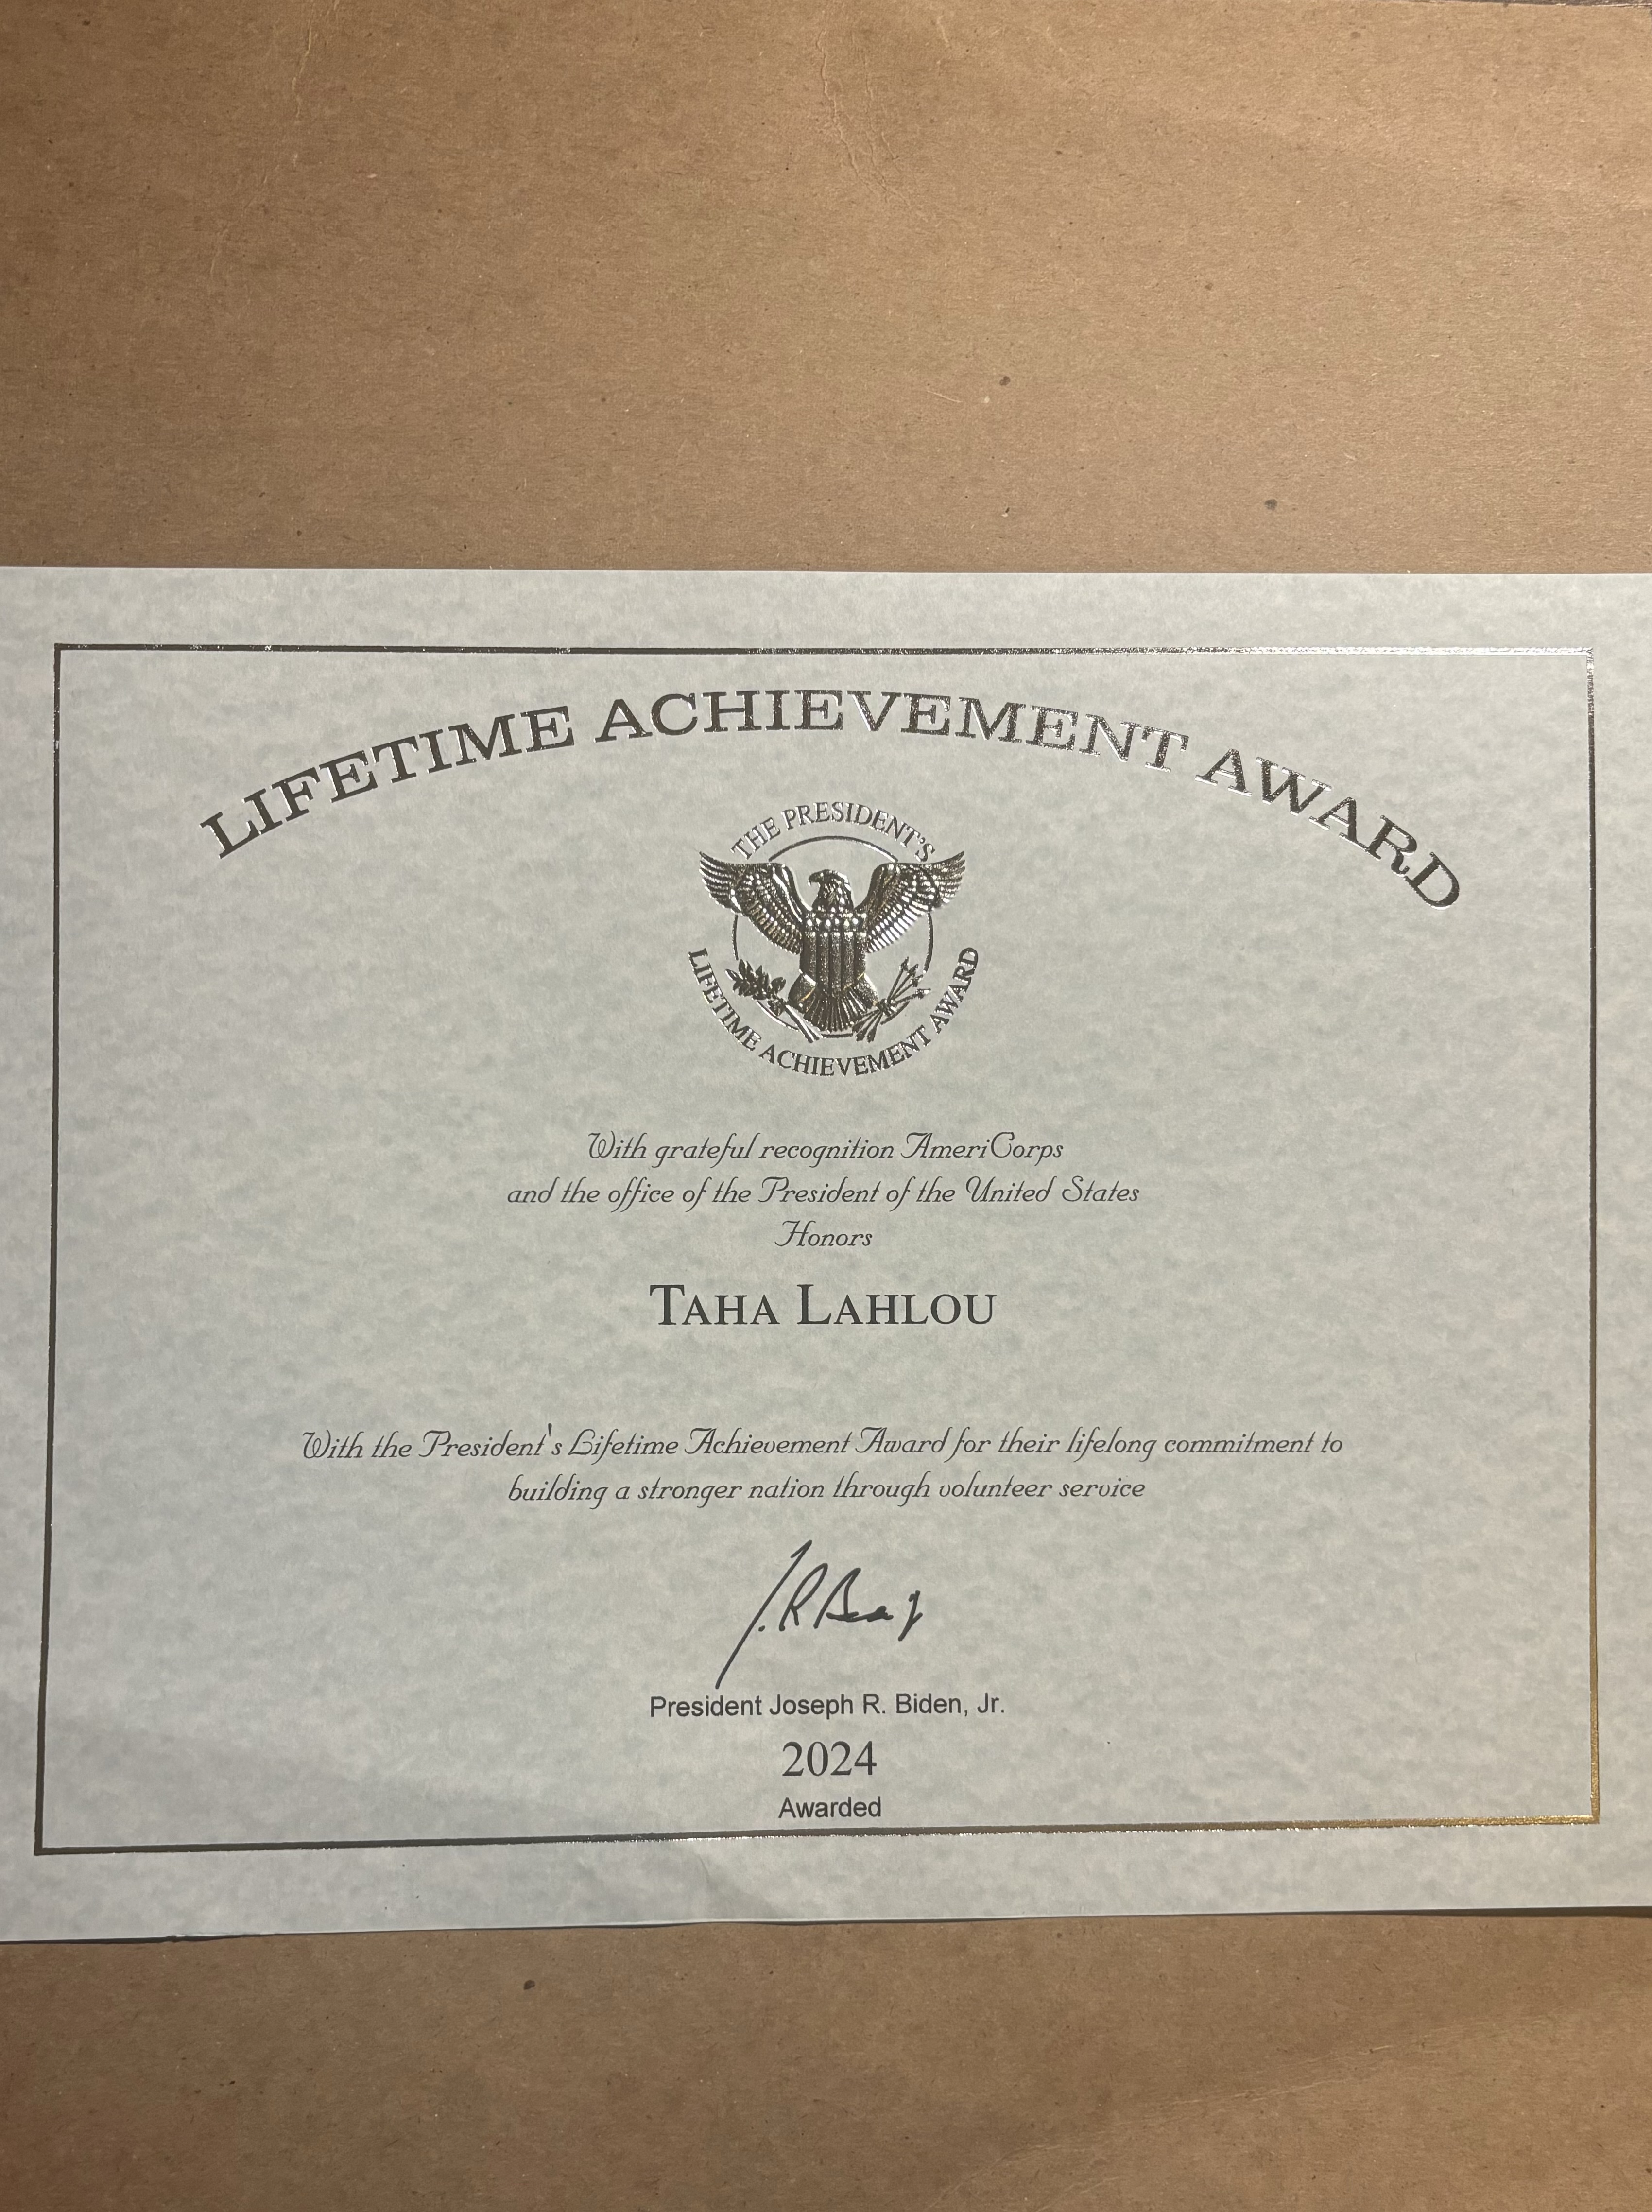 LIFETIME ACHIEVEMENT AWARD
THE PRESIDENT'S
LIFETIME ACHIEVEMENT AWARD
With grateful recognition AmeriCorps
and the office of the President of the United States
Honors
TAHA LAHLOU
With the President's Lifetime Achievement Award for their lifelong commitment to
building a stronger nation through volunteer service
President Joseph R. Biden, Jr.
2024
Awarded